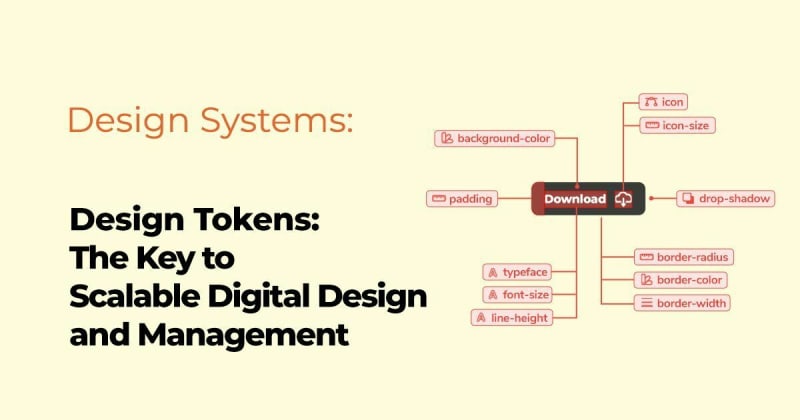 Design Systems:
Design Tokens:
The Key to
Scalable Digital Design
and Management
icon
icon-size
background-color
padding
Download
drop-shadow
typeface
font-size
line-height
border-radius
border-color
border-width